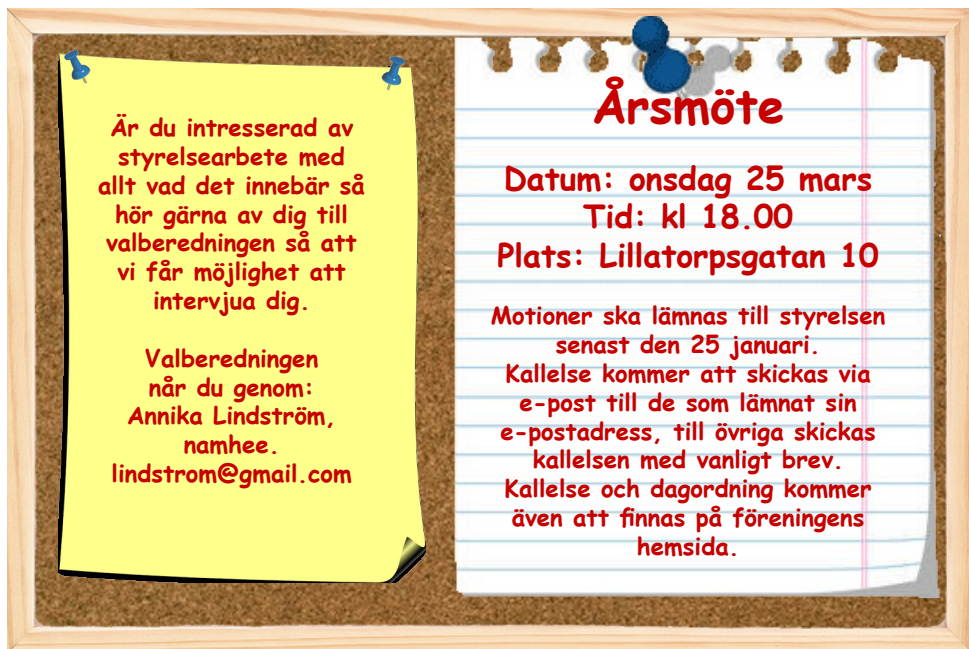 Är du intresserad av
styrelsearbete med
allt vad det innebär så
hör gärna av dig till
valberedningen så att
vi får möjlighet att
intervjua dig.
Valberedningen
når du genom:
Annika Lindström,
namhee.
lindstrom@gmail.com
Årsmöte
Datum: onsdag 25 mars
Tid: kl 18.00
Plats: Lillatorpsgatan 10
Motioner ska lämnas till styrelsen
senast den 25 januari.
Kallelse kommer att skickas via
e-post till de som lämnat sin
e-postadress, till övriga skickas
kallelsen med vanligt brev.
Kallelse och dagordning kommer
även att finnas på föreningens
hemsida.